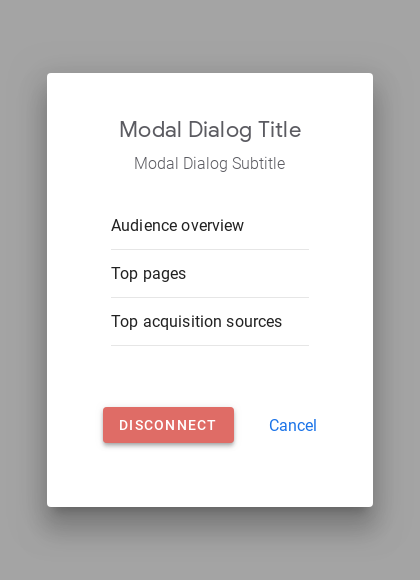 Modal Dialog Title
Modal Dialog Subtitle
Audience overview
Top pages
Top acquisition sources
DISCONNECT Cancel